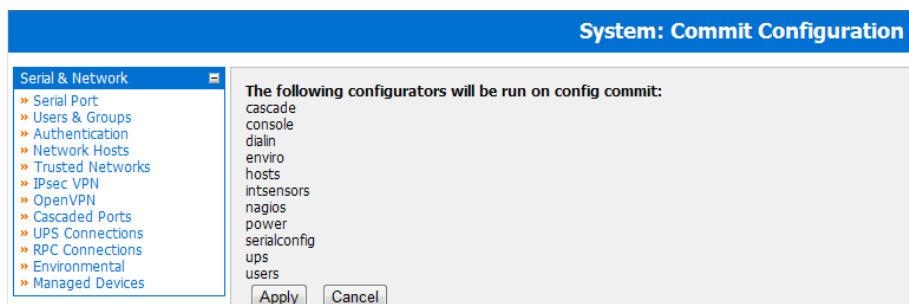 System: Commit Configuration
Serial & Network
» Serial Port
» Users & Groups
» Authentication
» Network Hosts
» Trusted Networks
» IPsec VPN
» OpenVPN
» Cascaded Ports
» UPS Connections
» RPC Connections
» Environmental
» Managed Devices
The following configurators will be run on config commit:
cascade
console
dialin
enviro
hosts
intsensors
nagios
power
serialconfig
ups
users
Apply Cancel